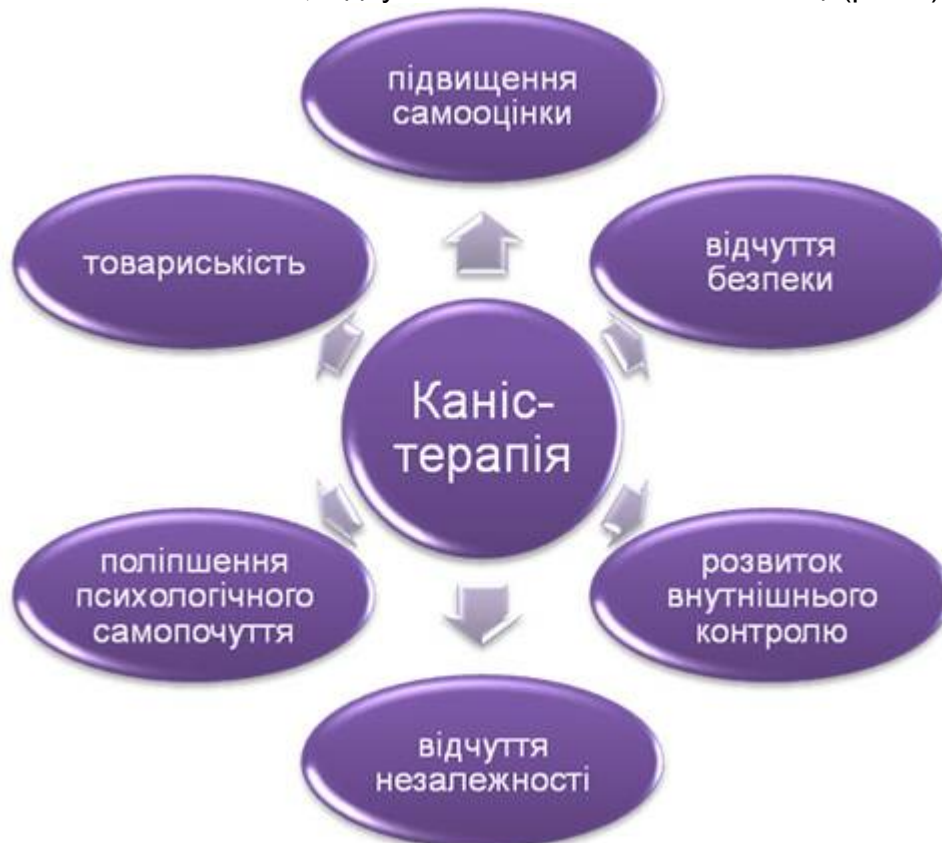 підвищення
самооцінки
товариськість
відчуття
безпеки
Каніс-
терапія
поліпшення
психологічного
самопочуття
розвиток
внутнішнього
контролю
відчуття
незалежності